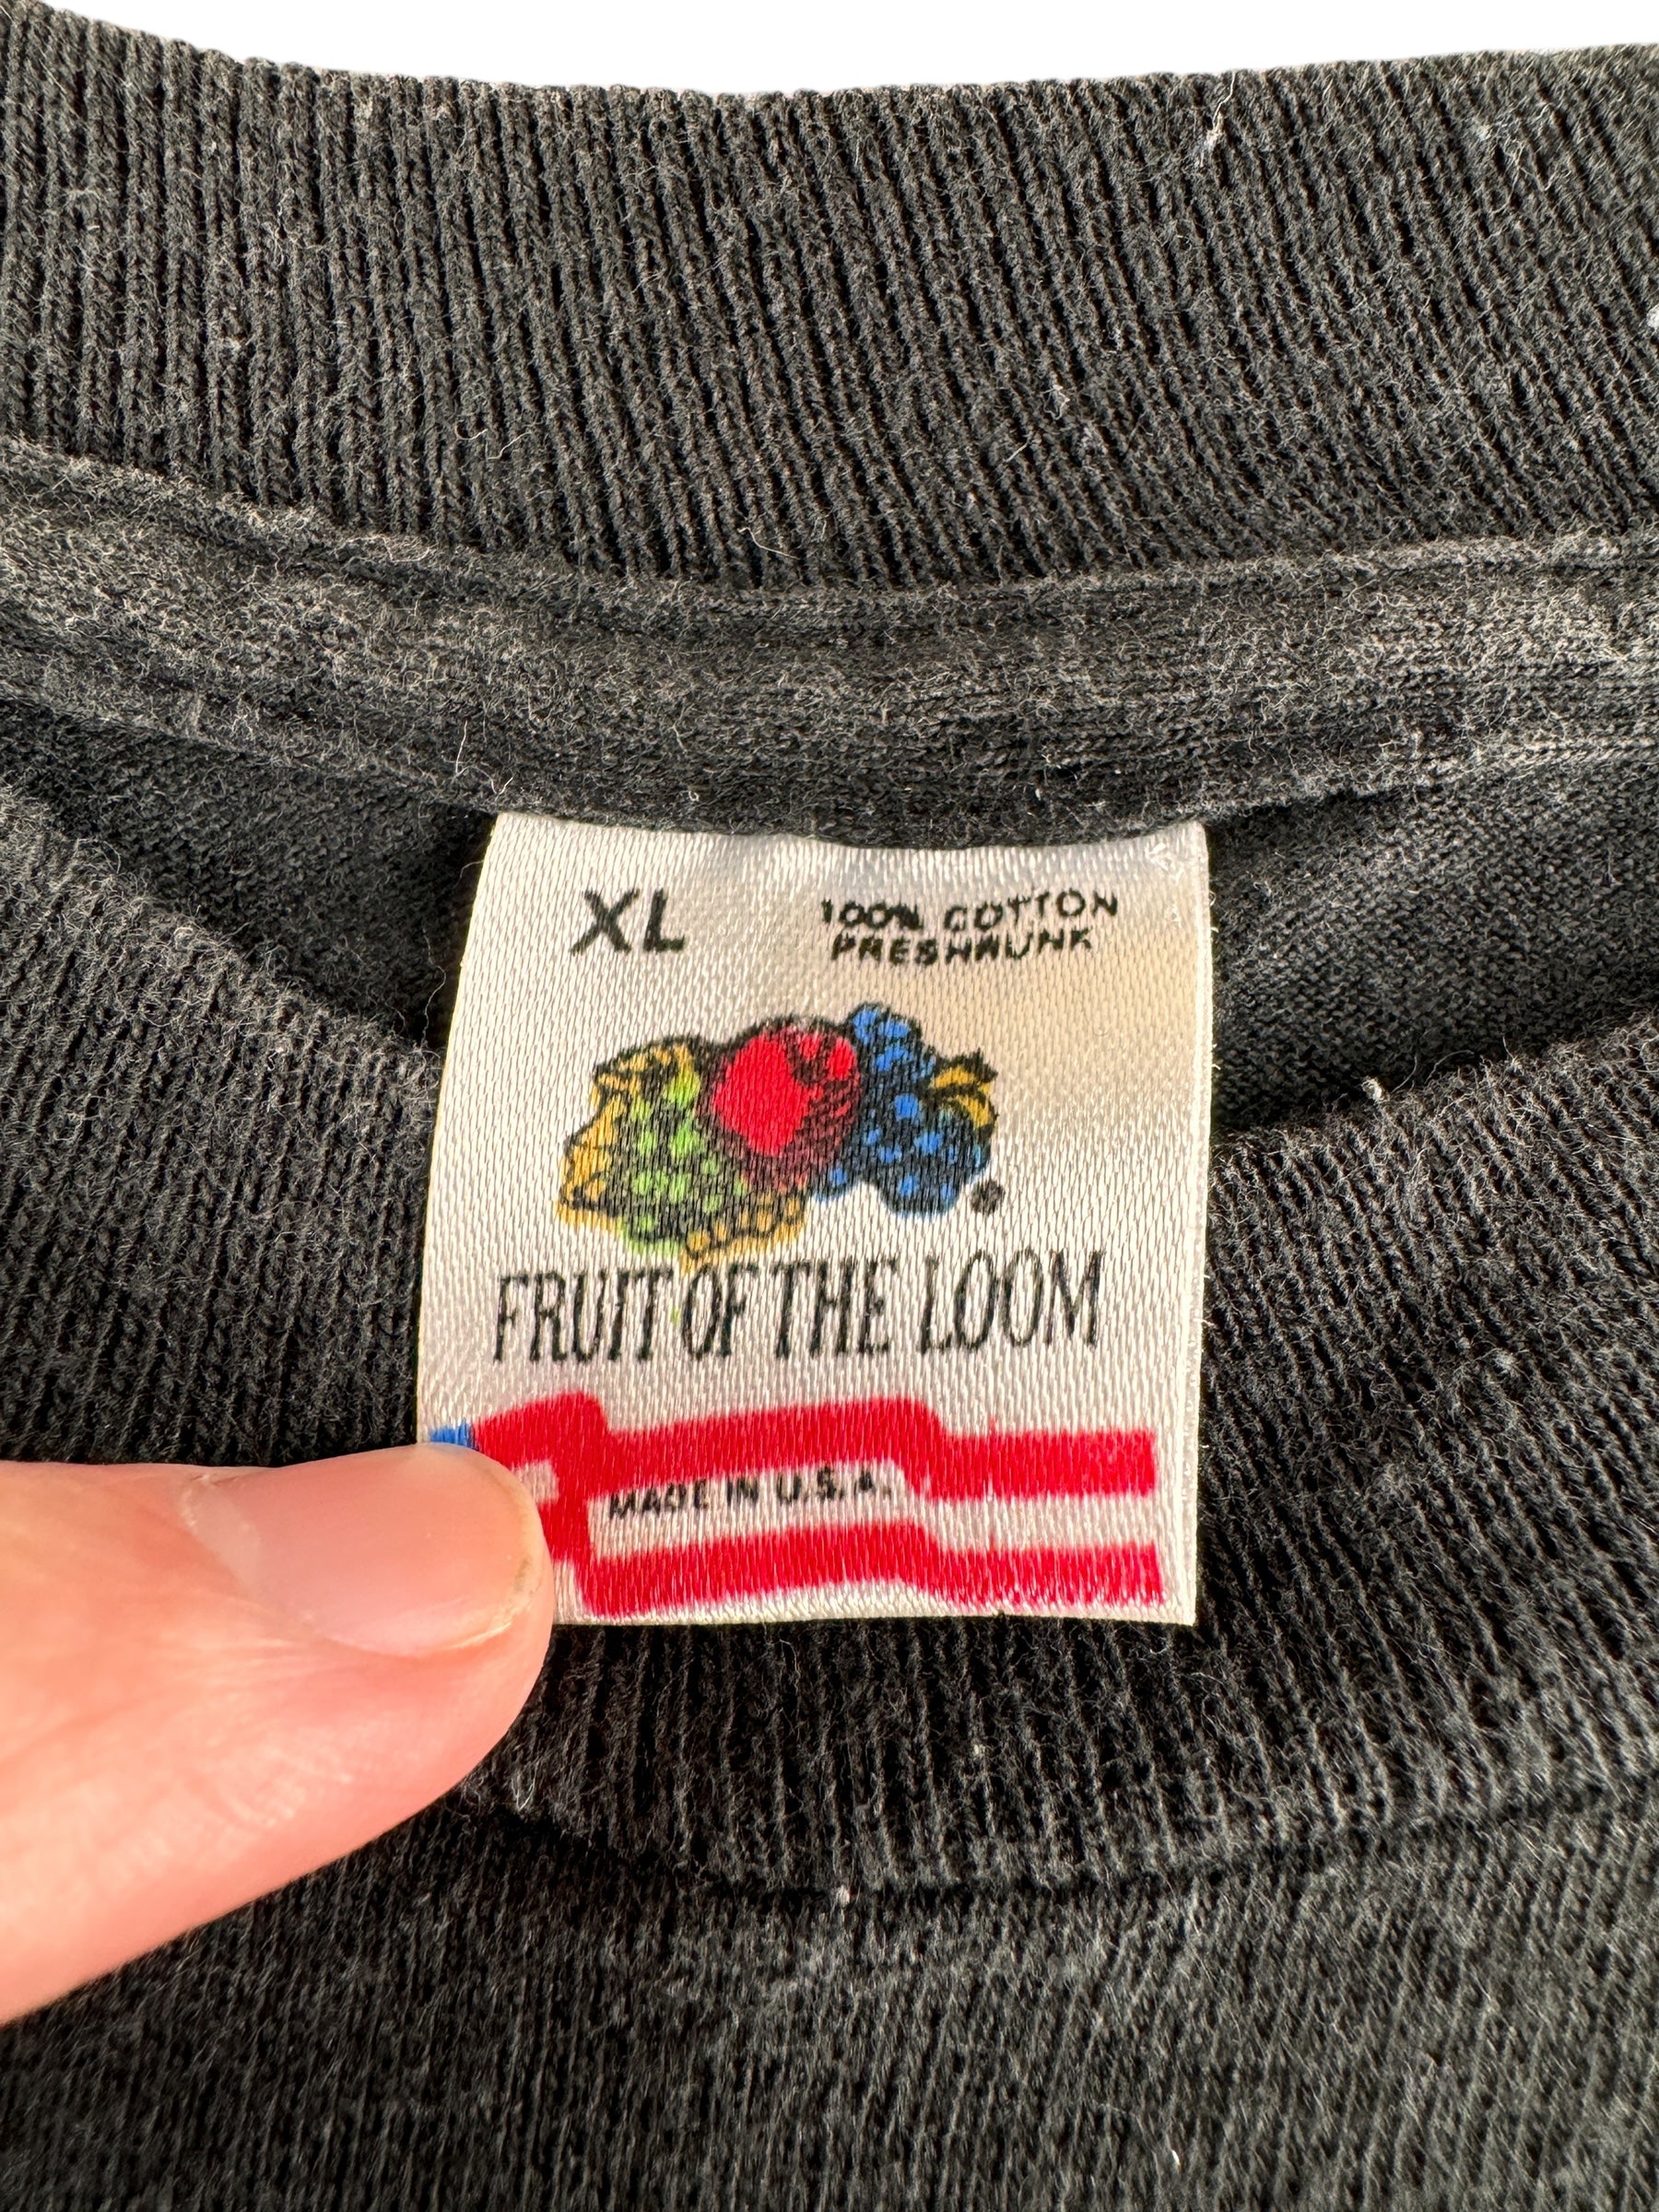 XL
100% COTTON
PRESHRUNK
FRUIT OF THE LOOM
MADE IN U.S.A.